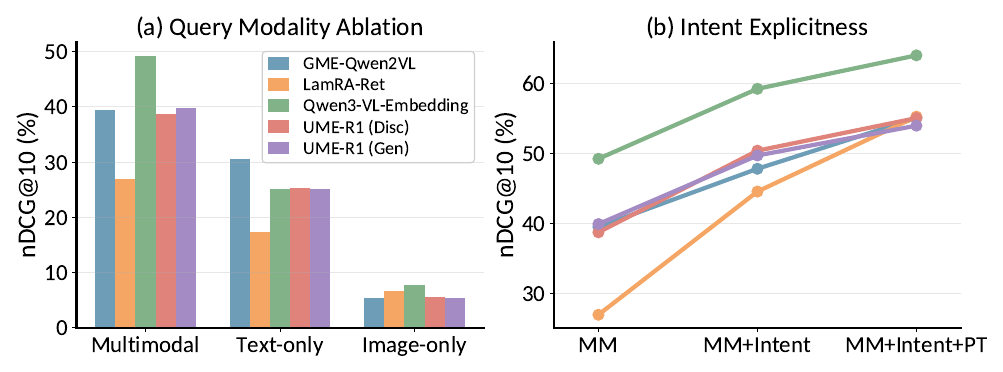 (a) Query Modality Ablation
nDCG@10 (%)
50
40
30
20
10
0
GME-Qwen2VL
LamRA-Ret
Qwen3-VL-Embedding
UME-R1 (Disc)
UME-R1 (Gen)
Multimodal Text-only Image-only
(b) Intent Explicitness
nDCG@10 (%)
60
50
40
30
MM MM+Intent MM+Intent+PT